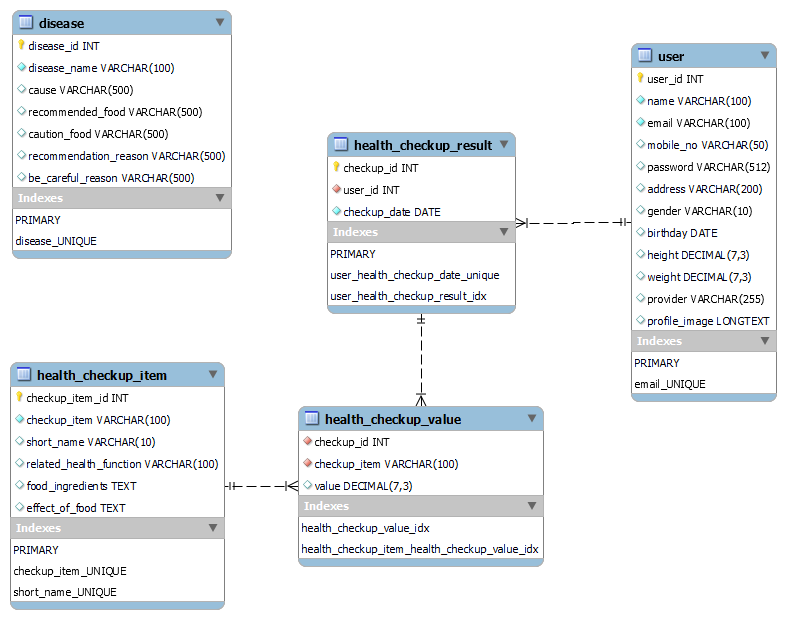 disease
disease_id INT
disease_name VARCHAR(100)
cause VARCHAR(500)
recommended_food VARCHAR(500)
caution_food VARCHAR(500)
recommendation_reason VARCHAR(500)
be_careful_reason VARCHAR(500)
Indexes
PRIMARY
disease_UNIQUE
health_checkup_result
checkup_id INT
user_id INT
checkup_date DATE
Indexes
PRIMARY
user_health_checkup_date_unique
user_health_checkup_result_idx
user
user_id INT
name VARCHAR(100)
email VARCHAR(100)
mobile_no VARCHAR(50)
password VARCHAR(512)
address VARCHAR(200)
gender VARCHAR(10)
birthday DATE
height DECIMAL(7,3)
weight DECIMAL(7,3)
provider VARCHAR(255)
profile_image LONGTEXT
Indexes
PRIMARY
email_UNIQUE
health_checkup_item
checkup_item_id INT
checkup_item VARCHAR(100)
short_name VARCHAR(10)
related_health_function VARCHAR(100)
food_ingredients TEXT
effect_of_food TEXT
Indexes
PRIMARY
checkup_item_UNIQUE
short_name_UNIQUE
health_checkup_value
checkup_id INT
checkup_item VARCHAR(100)
value DECIMAL(7,3)
Indexes
health_checkup_value_idx
health_checkup_item_health_checkup_value_idx